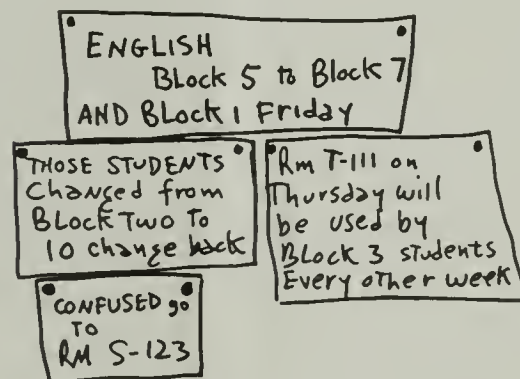 ENGLISH
Block 5 to Block 7
AND Block 1 Friday
THOSE STUDENTS
Changed from
BLOCK TWO TO
10 change back
Rm T-111 on
Thursday will
be used by
Block 3 students
Every other week
CONFUSED go
TO
RM S-123